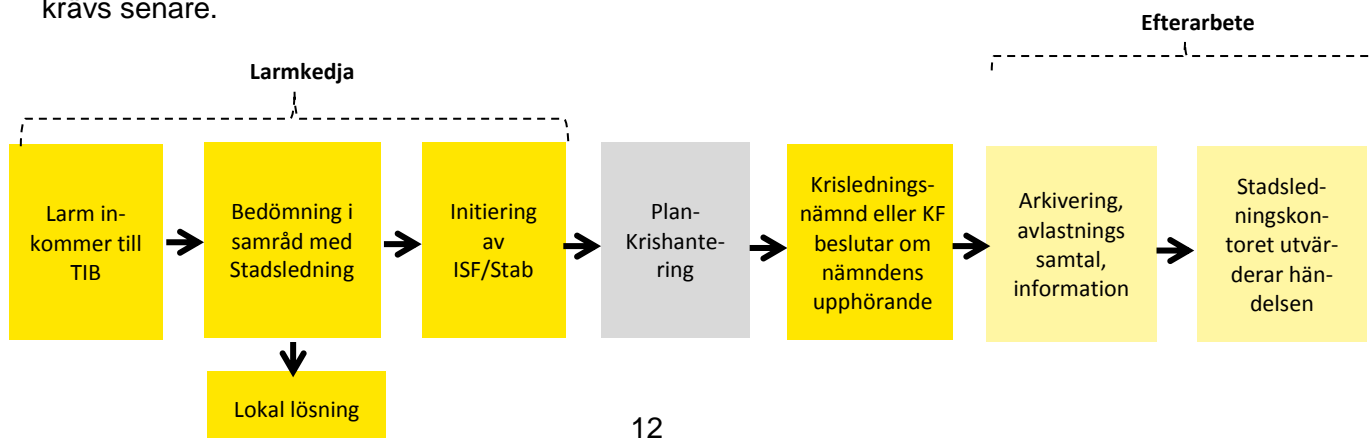 krävs senare.
Efterarbete
Larmkedja
Larm in-
kommer till
TIB
Bedömning i
samråd med
Stadsledning
Initiering
av
ISF/Stab
Plan-
Krishante-
ring
Krislednings-
nämnd eller KF
beslutar om
nämndens
upphörande
Arkivering,
avlastnings
samtal,
information
Stadsled-
ningskon-
toret utvär-
derar hän-
delsen
Lokal lösning
12